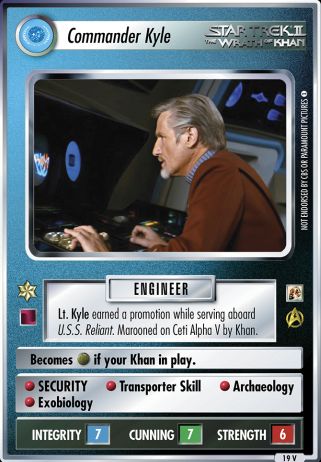 Commander Kyle
STAR TREK II
THE WRATH OF KHAN
NOT ENDORSED BY CBS OR PARAMOUNT PICTURES
ENGINEER
Lt. Kyle earned a promotion while serving aboard
U.S.S. Reliant. Marooned on Ceti Alpha V by Khan.
Becomes if your Khan in play.
SECURITY Transporter Skill Archaeology
Exobiology
INTEGRITY 7 CUNNING 7 STRENGTH 6
19 V